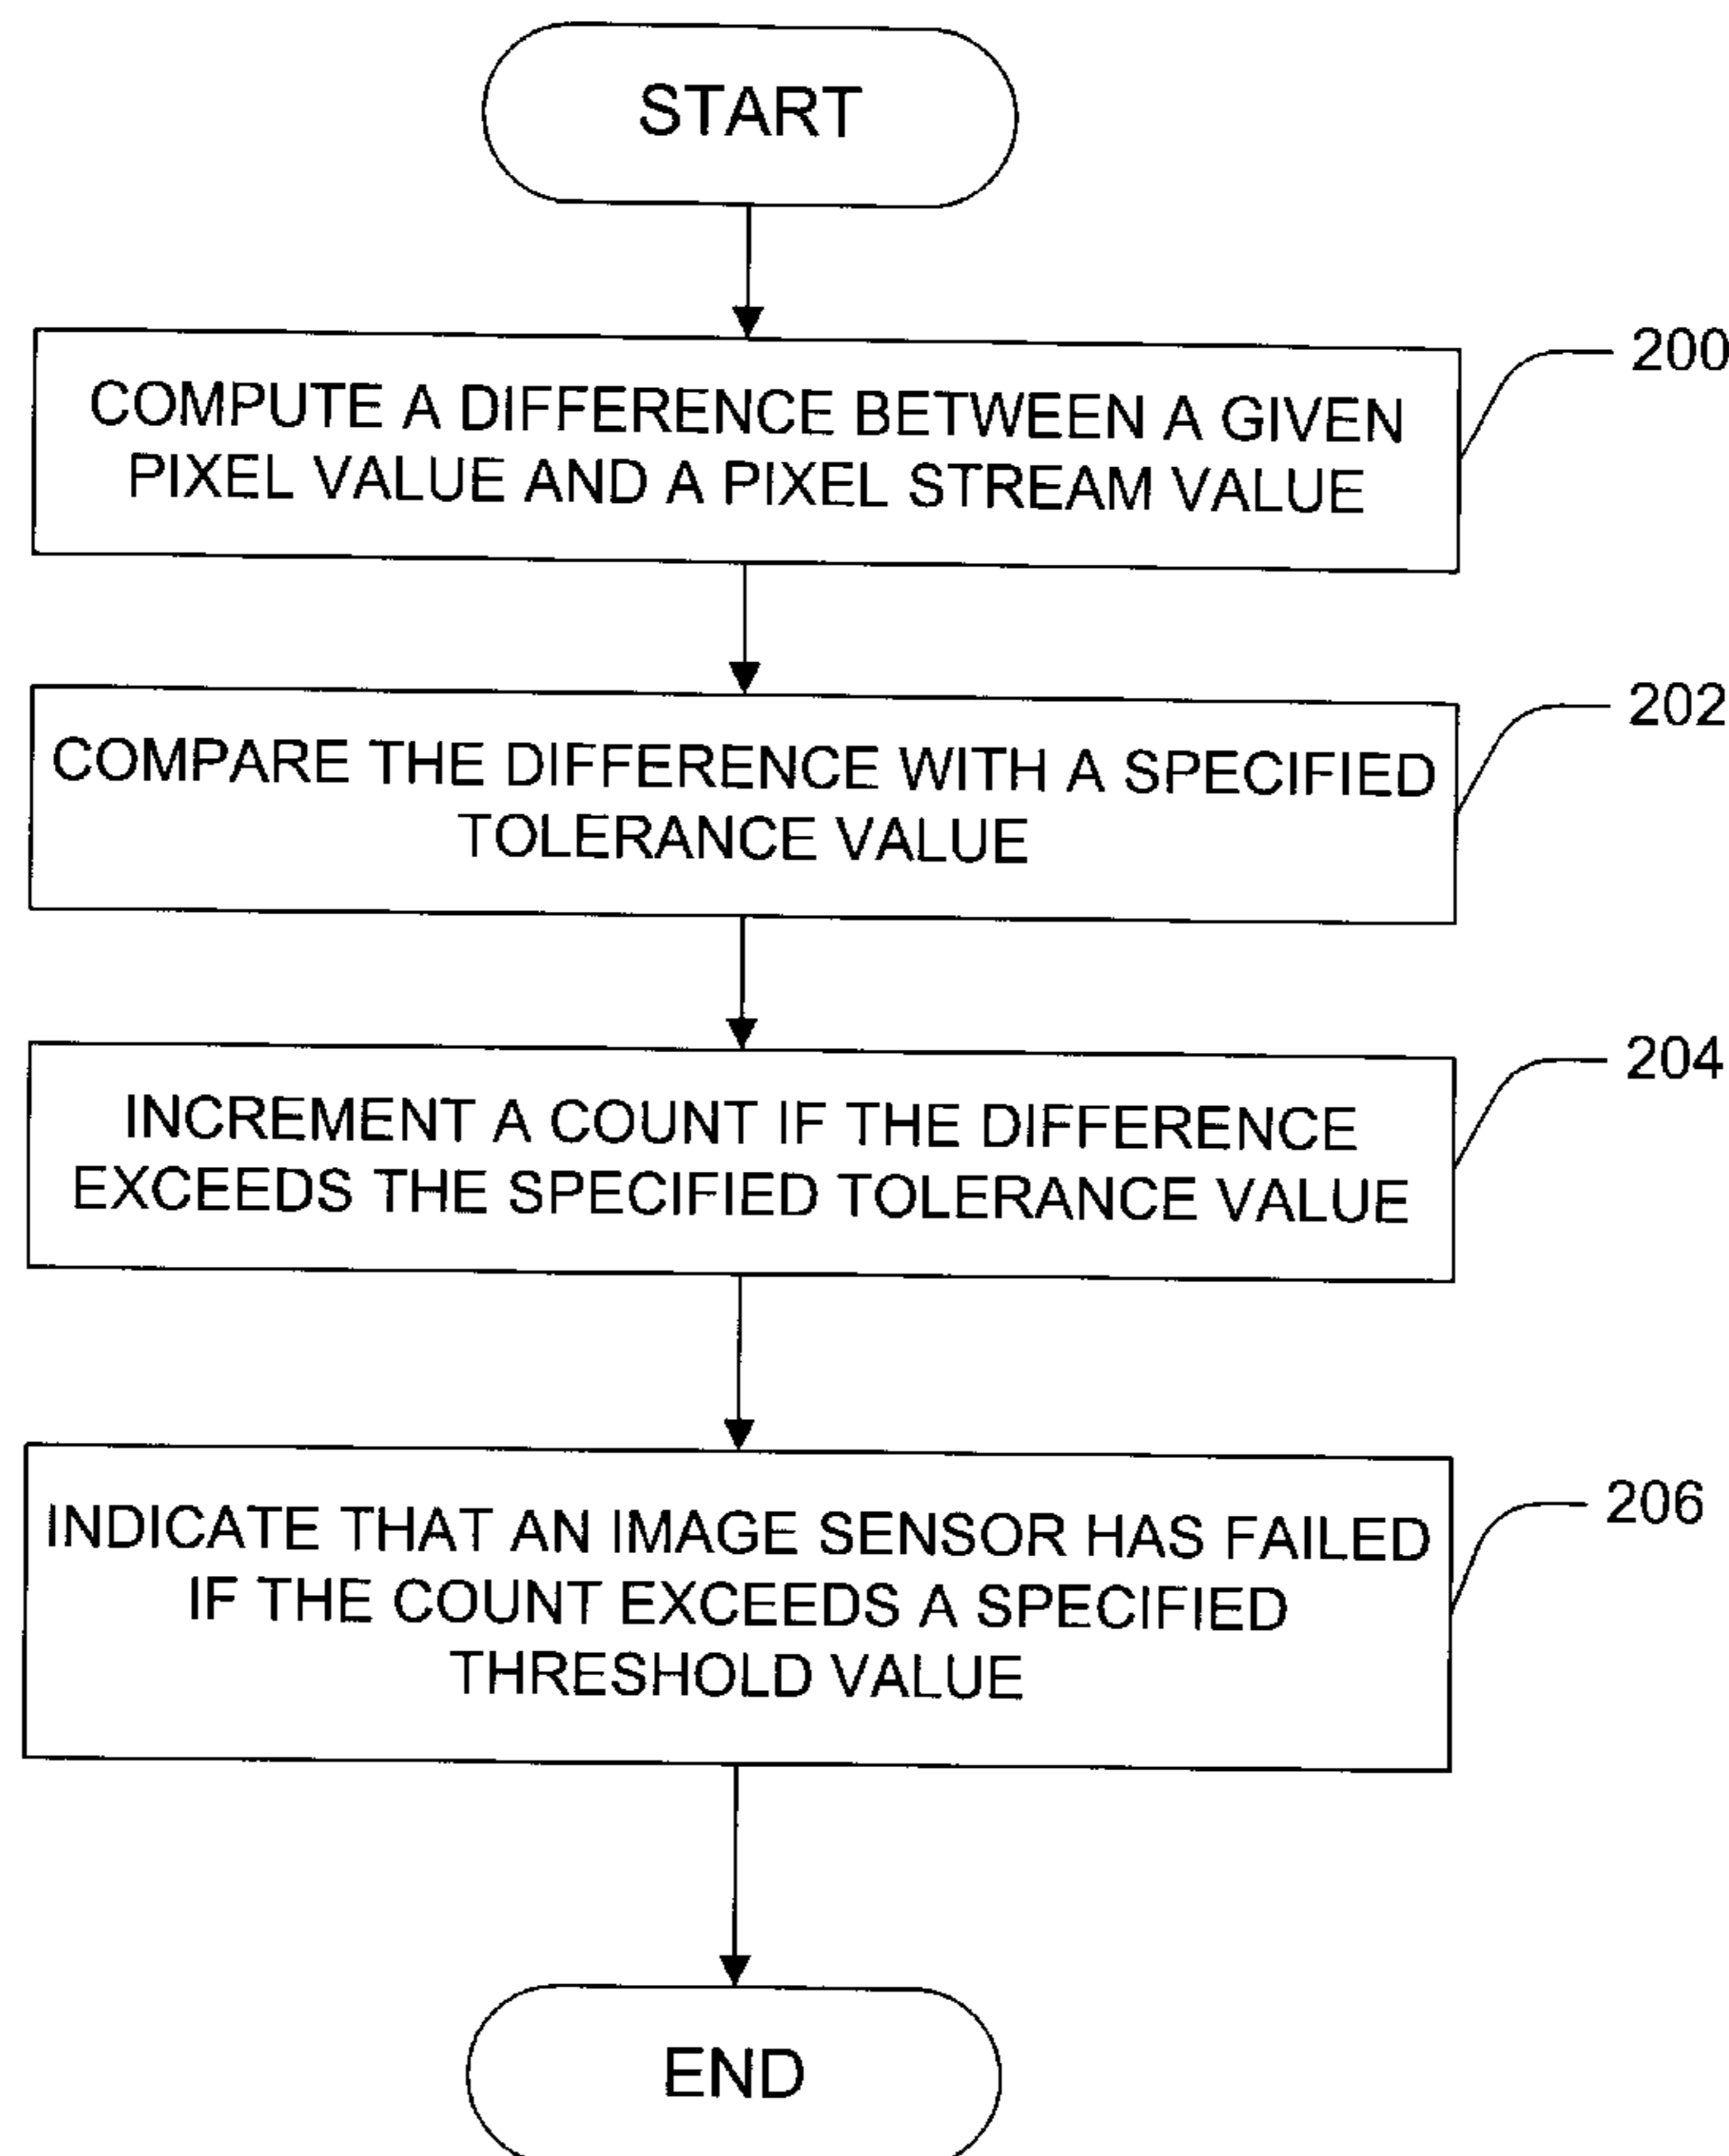 START
200
COMPUTE A DIFFERENCE BETWEEN A GIVEN
PIXEL VALUE AND A PIXEL STREAM VALUE
202
COMPARE THE DIFFERENCE WITH A SPECIFIED
TOLERANCE VALUE
204
INCREMENT A COUNT IF THE DIFFERENCE
EXCEEDS THE SPECIFIED TOLERANCE VALUE
206
INDICATE THAT AN IMAGE SENSOR HAS FAILED
IF THE COUNT EXCEEDS A SPECIFIED
THRESHOLD VALUE
END